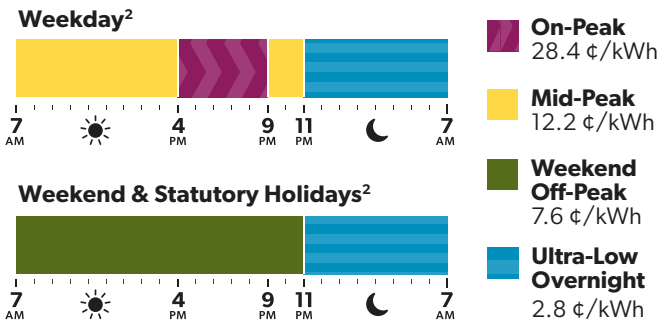 Weekday²
7 AM
4 PM
9 PM
11 PM
7 AM
Weekend & Statutory Holidays²
7 AM
4 PM
9 PM
11 PM
7 AM
On-Peak
28.4 ¢/kWh
Mid-Peak
12.2 ¢/kWh
Weekend
Off-Peak
7.6 ¢/kWh
Ultra-Low
Overnight
2.8 ¢/kWh